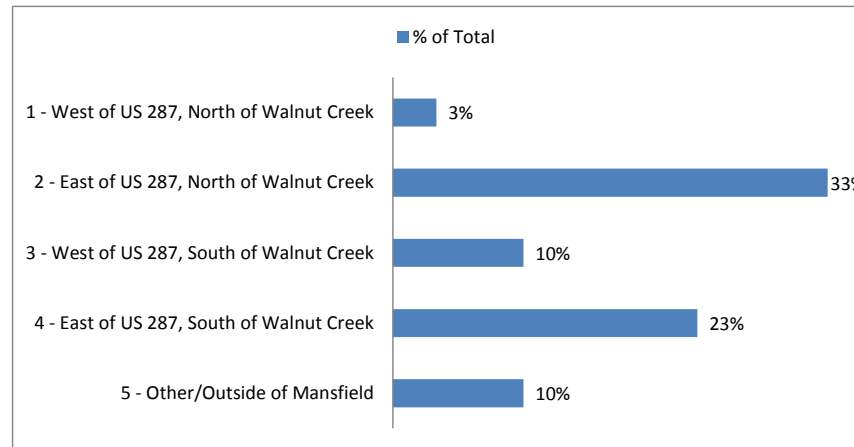 % of Total
1 - West of US 287, North of Walnut Creek 3%
2 - East of US 287, North of Walnut Creek 33%
3 - West of US 287, South of Walnut Creek 10%
4 - East of US 287, South of Walnut Creek 23%
5 - Other/Outside of Mansfield 10%